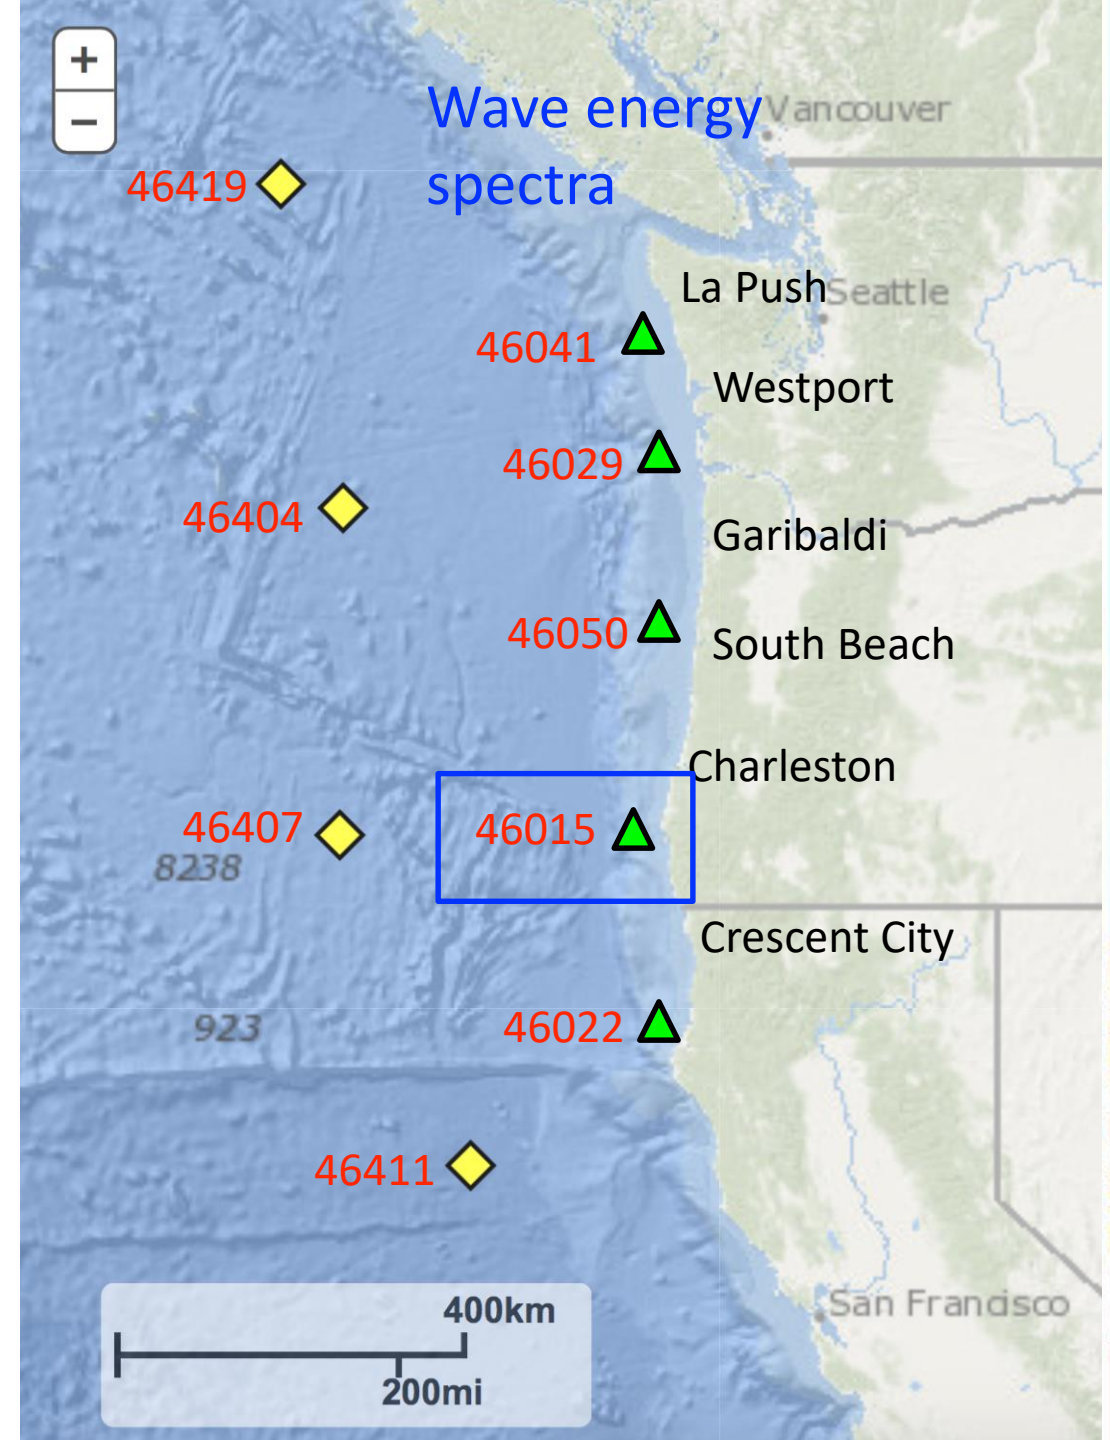 +
−
Wave energy
spectra
Vancouver
46419
La Push
Seattle
46041
Westport
46029
46404
Garibaldi
46050
South Beach
Charleston
46407
46015
8238
Crescent City
923
46022
46411
San Francisco
400km
200mi